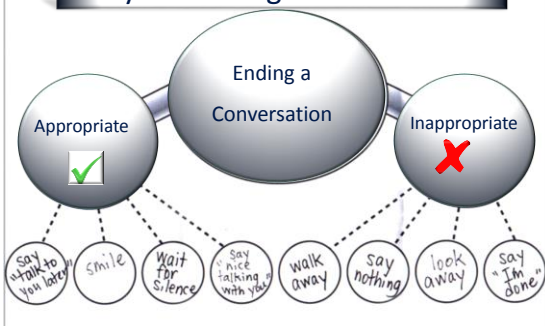 Ending a
Conversation
Appropriate
Inappropriate
say
"talk to
you later"
smile
wait
for
silence
"say
nice
talking
with you"
walk
away
say
nothing
look
away
say
"I'm
done"